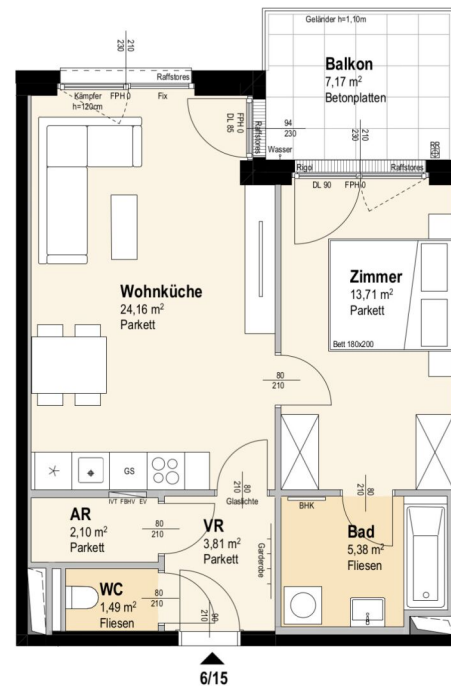 Geländer h=1,10m
Balkon
7,17 m²
Betonplatten
210
230
Raffstores
Kämpfer
h=120cm
FPH 0
Fix
FPH 0
DL 85
Raffstores
94
230
Wasser
210
230
Rigol
Raffstores
DL 90
FPH 0
Wohnküche
24,16 m²
Parkett
Zimmer
13,71 m²
Parkett
Bett 180x200
80
210
GS
80
210
Glaslichte
80
210
IVT FBHV EV
AR
2,10 m²
Parkett
80
210
VR
3,81 m²
Parkett
Garderobe
BHK
Bad
5,38 m²
Fliesen
WC
1,49 m²
Fliesen
80
210
90
210
6/15